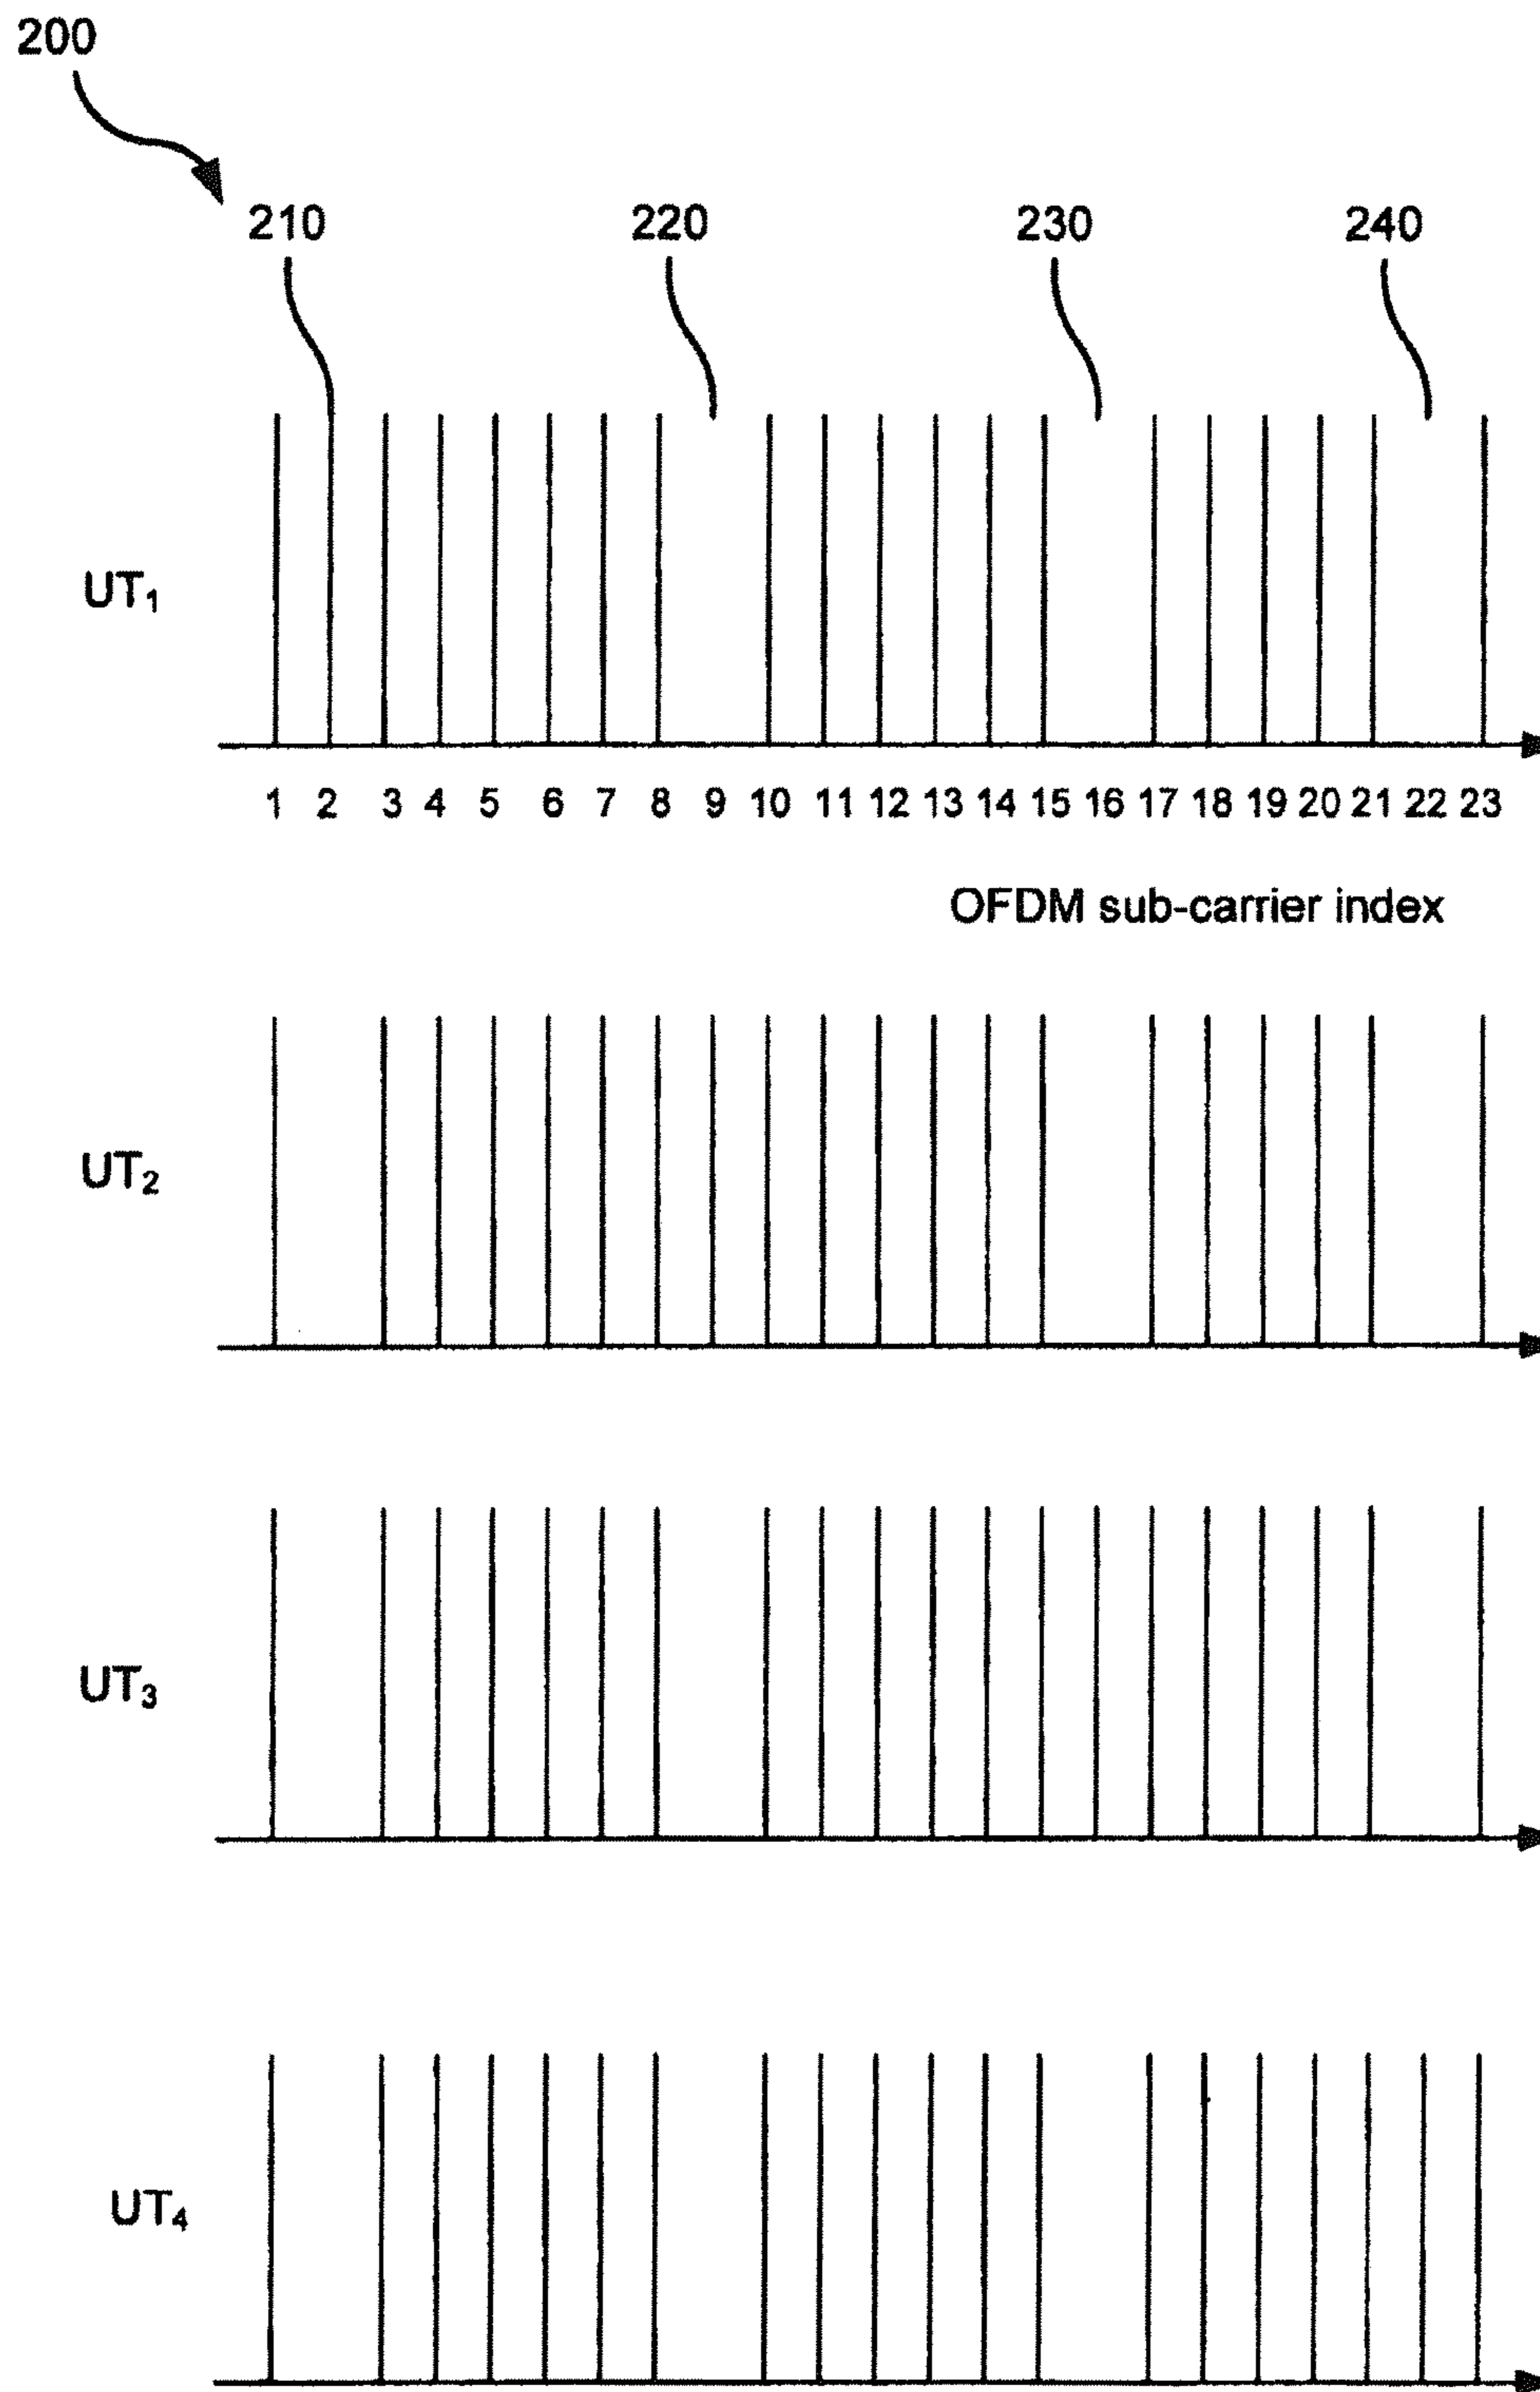 200
210 220 230 240
UT₁
1 2 3 4 5 6 7 8 9 10 11 12 13 14 15 16 17 18 19 20 21 22 23
OFDM sub-carrier index
UT₂
UT₃
UT₄